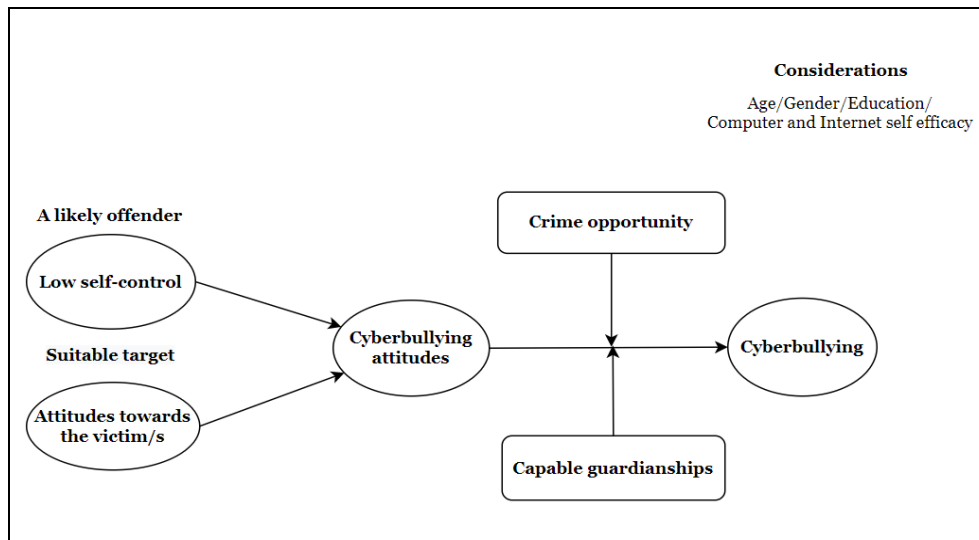 Considerations
Age/Gender/Education/
Computer and Internet self efficacy
A likely offender
Low self-control
Suitable target
Attitudes towards
the victim/s
Cyberbullying
attitudes
Crime opportunity
Capable guardianships
Cyberbullying